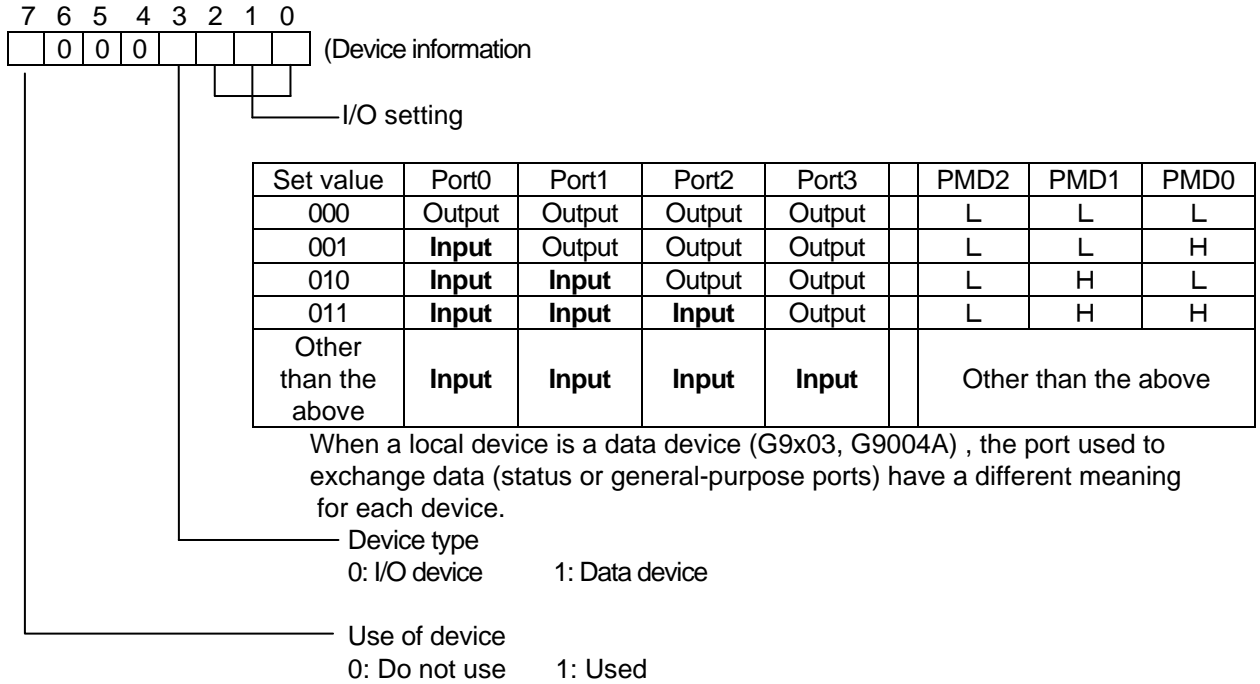 7 6 5 4 3 2 1 0
0 0 0 (Device information
I/O setting
Set value Port0 Port1 Port2 Port3 PMD2 PMD1 PMD0
000 Output Output Output Output L L L
001 Input Output Output Output L L H
010 Input Input Output Output L H L
011 Input Input Input Output L H H
Other
than the
above
Input Input Input Input Other than the above
When a local device is a data device (G9x03, G9004A) , the port used to
exchange data (status or general-purpose ports) have a different meaning
for each device.
Device type
0: I/O device 1: Data device
Use of device
0: Do not use 1: Used